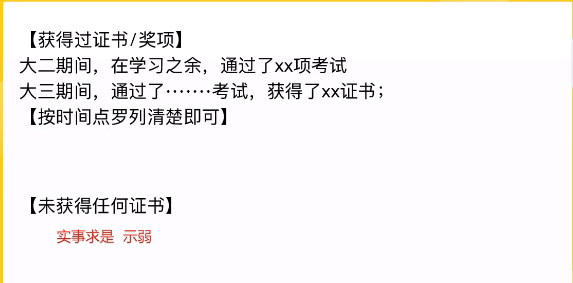 【获得过证书/奖项】
大二期间，在学习之余，通过了xx项考试
大三期间，通过了·······考试，获得了xx证书；
【按时间点罗列清楚即可】
【未获得任何证书】
实事求是 示弱